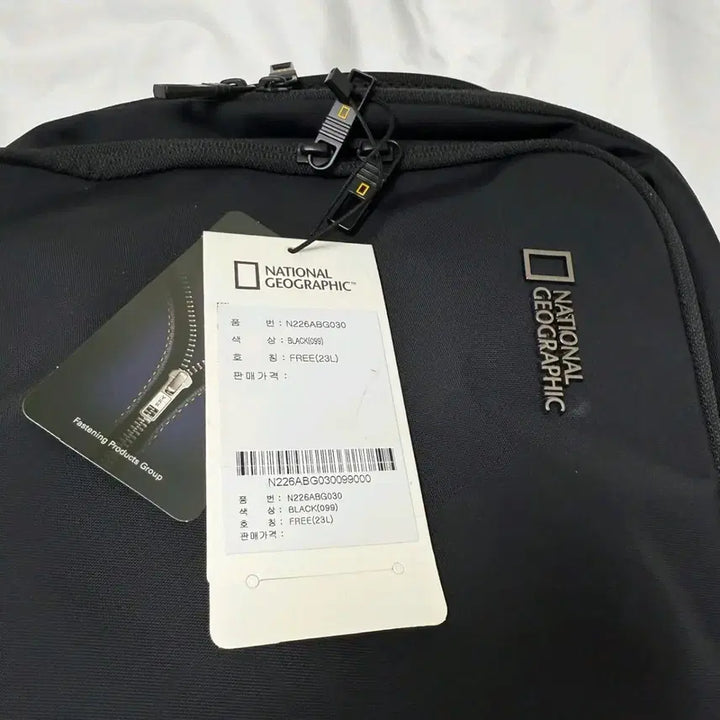 NATIONAL
GEOGRAPHIC™
품 번 : N226ABG030
색 상 : BLACK(099)
호 칭 : FREE(23L)
판매가격 :
N226ABG030099000
품 번 : N226ABG030
색 상 : BLACK(099)
호 칭 : FREE(23L)
판매가격 :
Fastening Products Group
NATIONAL
GEOGRAPHIC